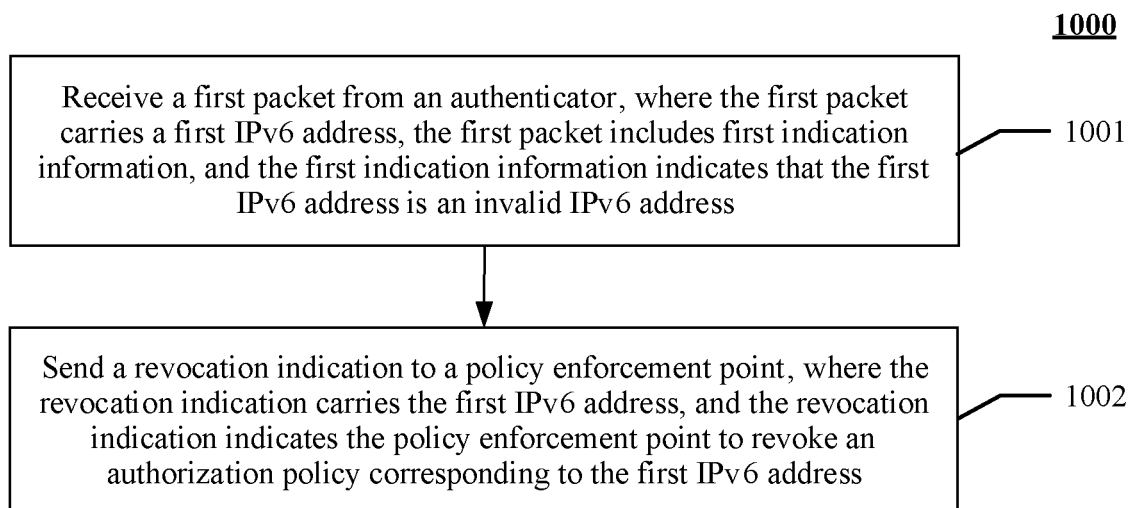 1000
Receive a first packet from an authenticator, where the first packet
carries a first IPv6 address, the first packet includes first indication
information, and the first indication information indicates that the first
IPv6 address is an invalid IPv6 address
1001
Send a revocation indication to a policy enforcement point, where the
revocation indication carries the first IPv6 address, and the revocation
indication indicates the policy enforcement point to revoke an
authorization policy corresponding to the first IPv6 address
1002